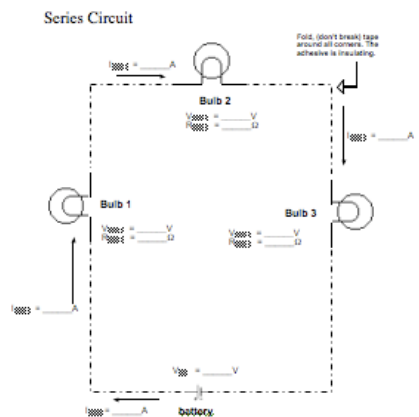 Series Circuit
Fold, (don't break) tape
around all corners. The
adhesive is insulating.
I = _____A
Bulb 2
V = _____V
R = _____Ω
I = _____A
Bulb 1
V = _____V
R = _____Ω
Bulb 3
V = _____V
R = _____Ω
I = _____A
V = _____V
I = _____A
battery